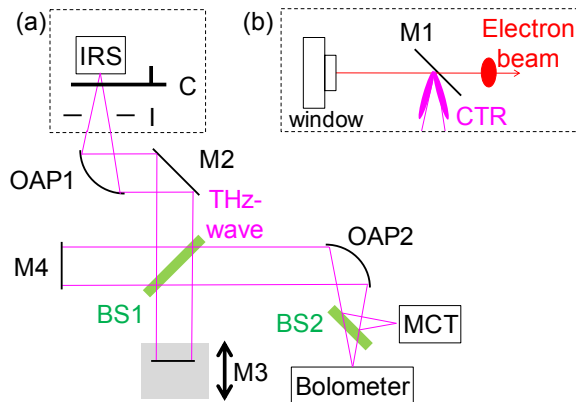 (a)
IRS
C
I
(b)
M1
Electron
beam
window
CTR
OAP1
M2
THz-
wave
OAP2
M4
BS1
BS2
MCT
M3
Bolometer